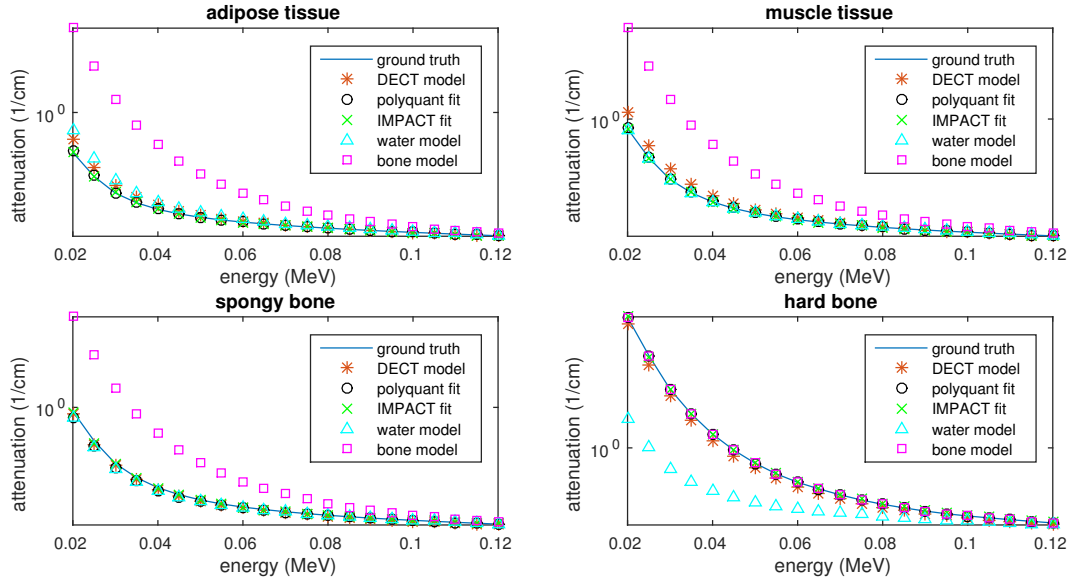 adipose tissue
attenuation (1/cm)
10^0
ground truth
DECT model
polyquant fit
IMPACT fit
water model
bone model
0.02 0.04 0.06 0.08 0.1 0.12
energy (MeV)
muscle tissue
attenuation (1/cm)
10^0
ground truth
DECT model
polyquant fit
IMPACT fit
water model
bone model
0.02 0.04 0.06 0.08 0.1 0.12
energy (MeV)
spongy bone
attenuation (1/cm)
10^0
ground truth
DECT model
polyquant fit
IMPACT fit
water model
bone model
0.02 0.04 0.06 0.08 0.1 0.12
energy (MeV)
hard bone
attenuation (1/cm)
10^0
ground truth
DECT model
polyquant fit
IMPACT fit
water model
bone model
0.02 0.04 0.06 0.08 0.1 0.12
energy (MeV)